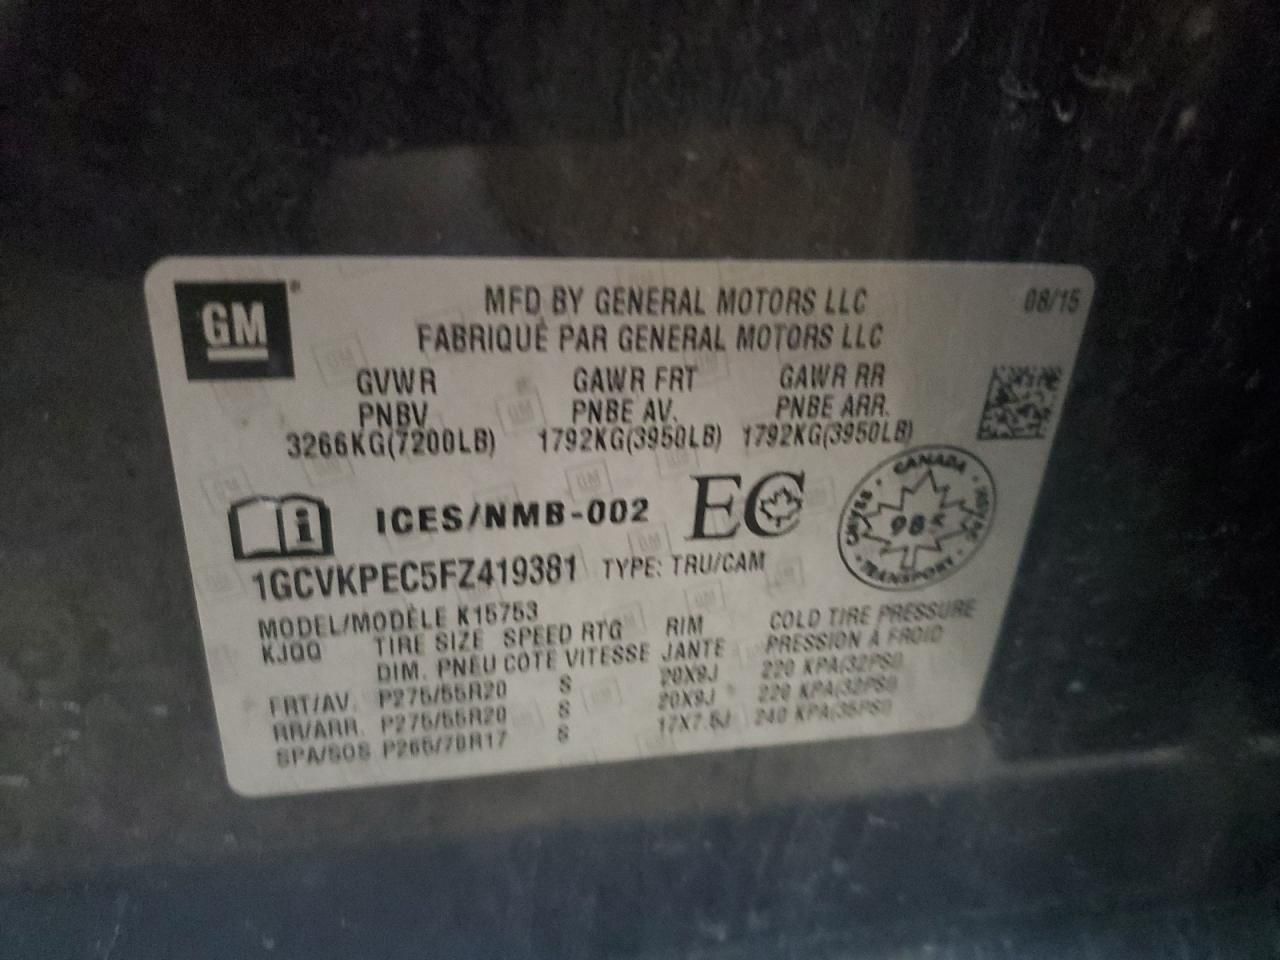 GM
MFD BY GENERAL MOTORS LLC 08/15
FABRIQUÉ PAR GENERAL MOTORS LLC
GVWR GAWR FRT GAWR RR
PNBV PNBE AV. PNBE ARR.
3266KG(7200LB) 1792KG(3950LB) 1792KG(3950LB)
ICES/NMB-002 EC
CANADA
TRANSPORT
1GCVKPEC5FZ419381 TYPE: TRU/CAM
MODEL/MODÈLE K15753
KJQQ TIRE SIZE SPEED RTG RIM COLD TIRE PRESSURE
DIM. PNEU COTE VITESSE JANTE PRESSION À FROID
FRT/AV. P275/55R20 S 20X9J 220 KPA(32PSI)
RR/ARR. P275/55R20 S 20X9J 220 KPA(32PSI)
SPA/SOS P265/70R17 S 17X7.5J 240 KPA(35PSI)